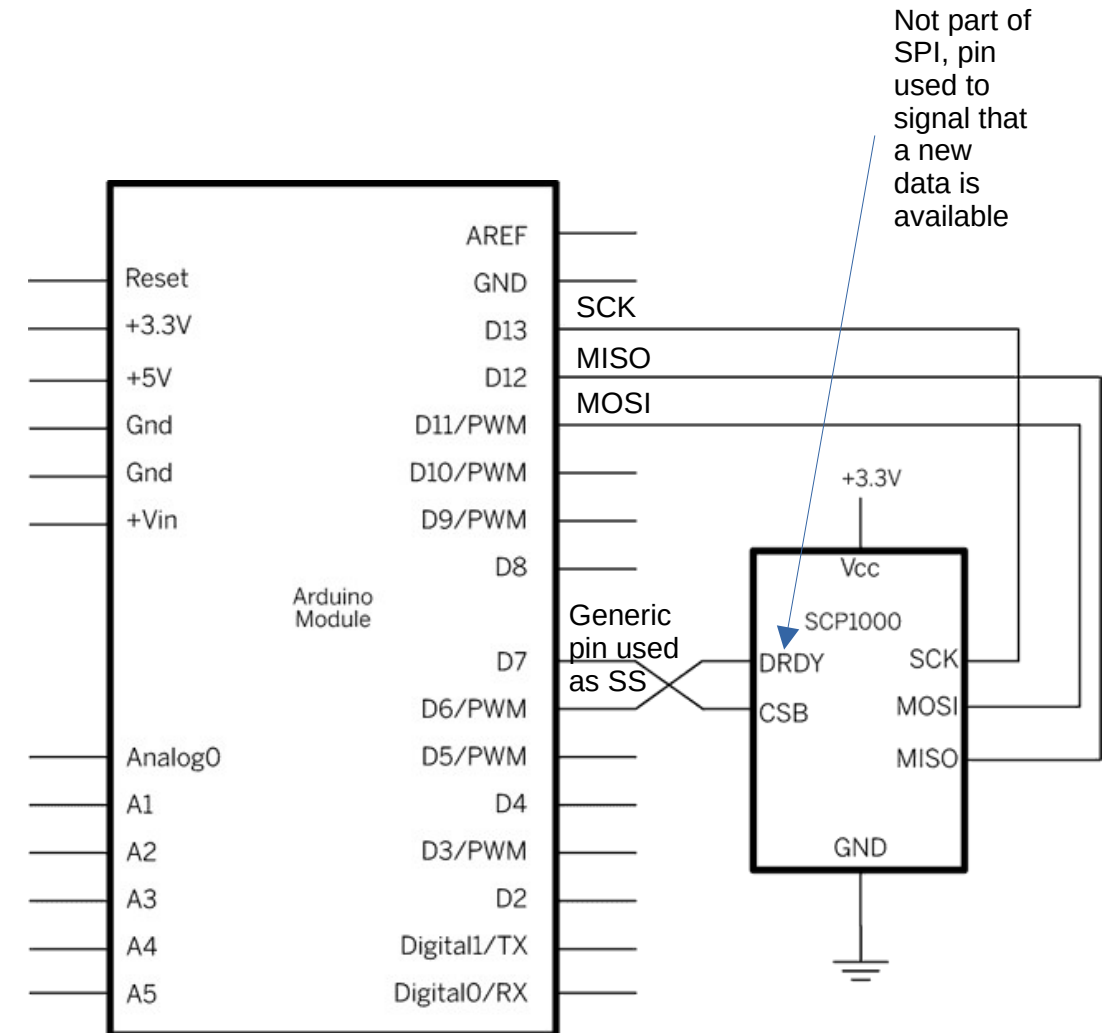 Not part of
SPI, pin
used to
signal that
a new
data is
available
AREF
Reset
GND
SCK
+3.3V
D13
MISO
+5V
D12
MOSI
Gnd
D11/PWM
Gnd
D10/PWM
+3.3V
+Vin
D9/PWM
D8
Vcc
Arduino
Module
Generic
pin used
as SS
SCP1000
D7
DRDY
SCK
D6/PWM
CSB
MOSI
Analog0
D5/PWM
MISO
A1
D4
A2
D3/PWM
GND
A3
D2
A4
Digital1/TX
A5
Digital0/RX